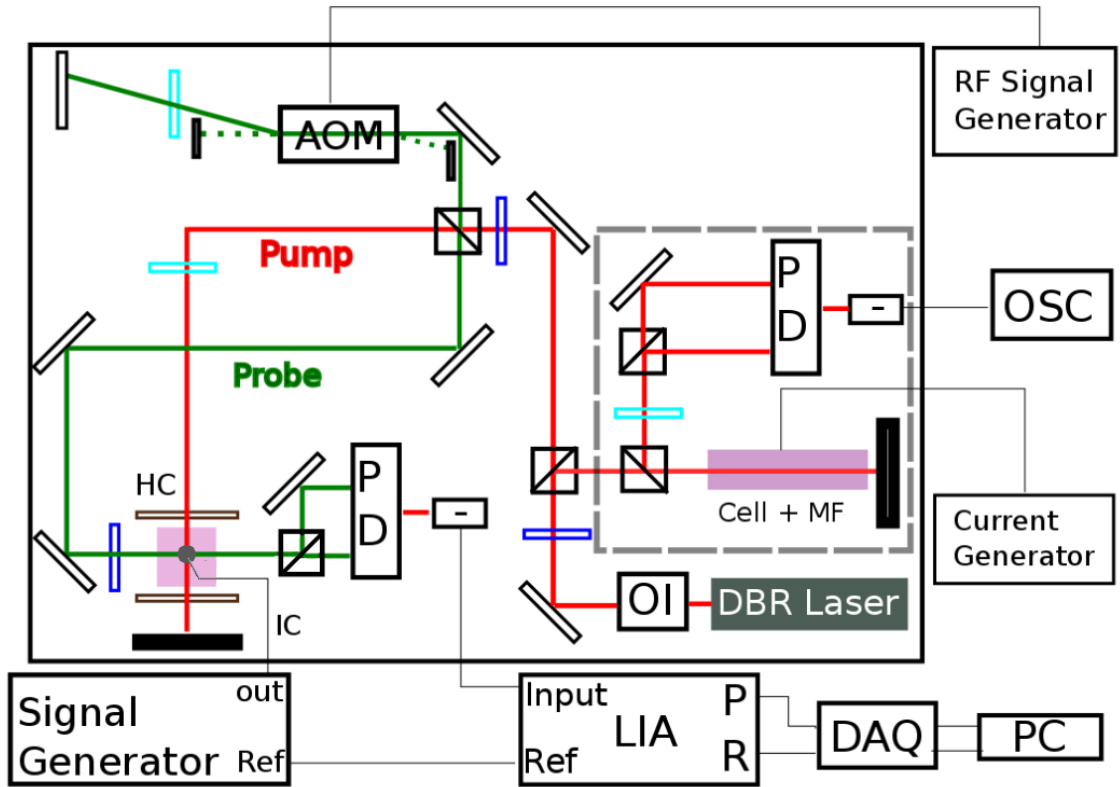 RF Signal
Generator
AOM
Pump
P
D
-
OSC
Probe
HC
P
D
-
Cell + MF
Current
Generator
OI
DBR Laser
IC
out
Signal
Generator
Ref
Input
LIA
P
Ref
R
DAQ
PC